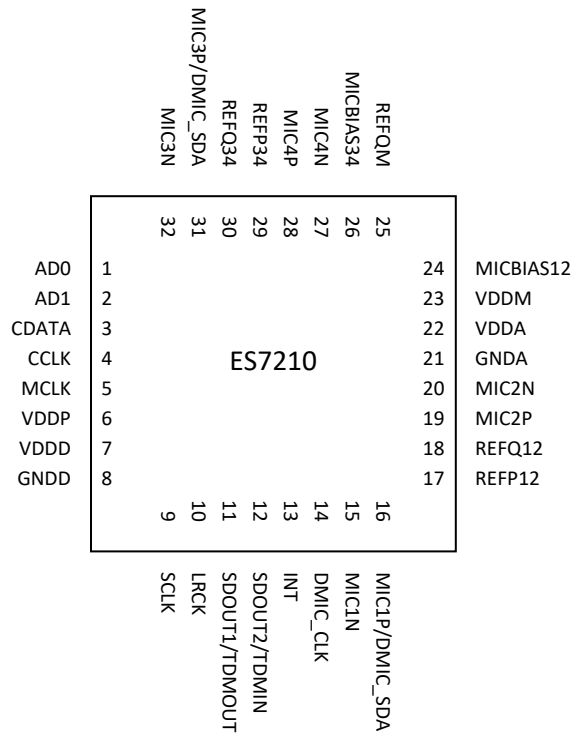 MIC3N
MIC3P/DMIC_SDA
REFQ34
REFP34
MIC4P
MIC4N
MICBIAS34
REFQM
32
31
30
29
28
27
26
25
AD0 1
AD1 2
CDATA 3
CCLK 4
MCLK 5
VDDP 6
VDDD 7
GNDD 8
ES7210
24 MICBIAS12
23 VDDM
22 VDDA
21 GNDA
20 MIC2N
19 MIC2P
18 REFQ12
17 REFP12
9
10
11
12
13
14
15
16
SCLK
LRCK
SDOUT1/TDMOUT
SDOUT2/TDMIN
INT
DMIC_CLK
MIC1N
MIC1P/DMIC_SDA